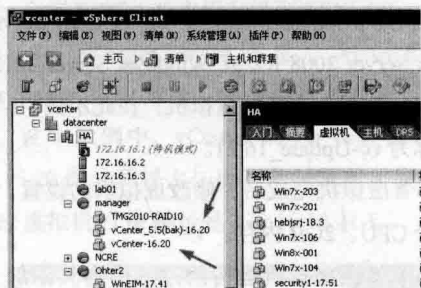 vcenter - vSphere Client
文件(F) 编辑(E) 视图(V) 清单(N) 系统管理(A) 插件(P) 帮助(H)
主页 清单 主机和群集
vcenter
datacenter
HA
172.16.16.1 (待机模式)
172.16.16.2
172.16.16.3
lab01
manager
TMG2010-RAID10
vCenter_5.5(bak)-16.20
vCenter-16.20
NCRE
Ohter2
WinEIM-17.41
HA
入门 摘要 虚拟机 主机 DRS
名称
Win7x-203
Win7x-201
hebjsrj-18.3
Win7x-106
Win8x-001
Win7x-104
security1-17.51